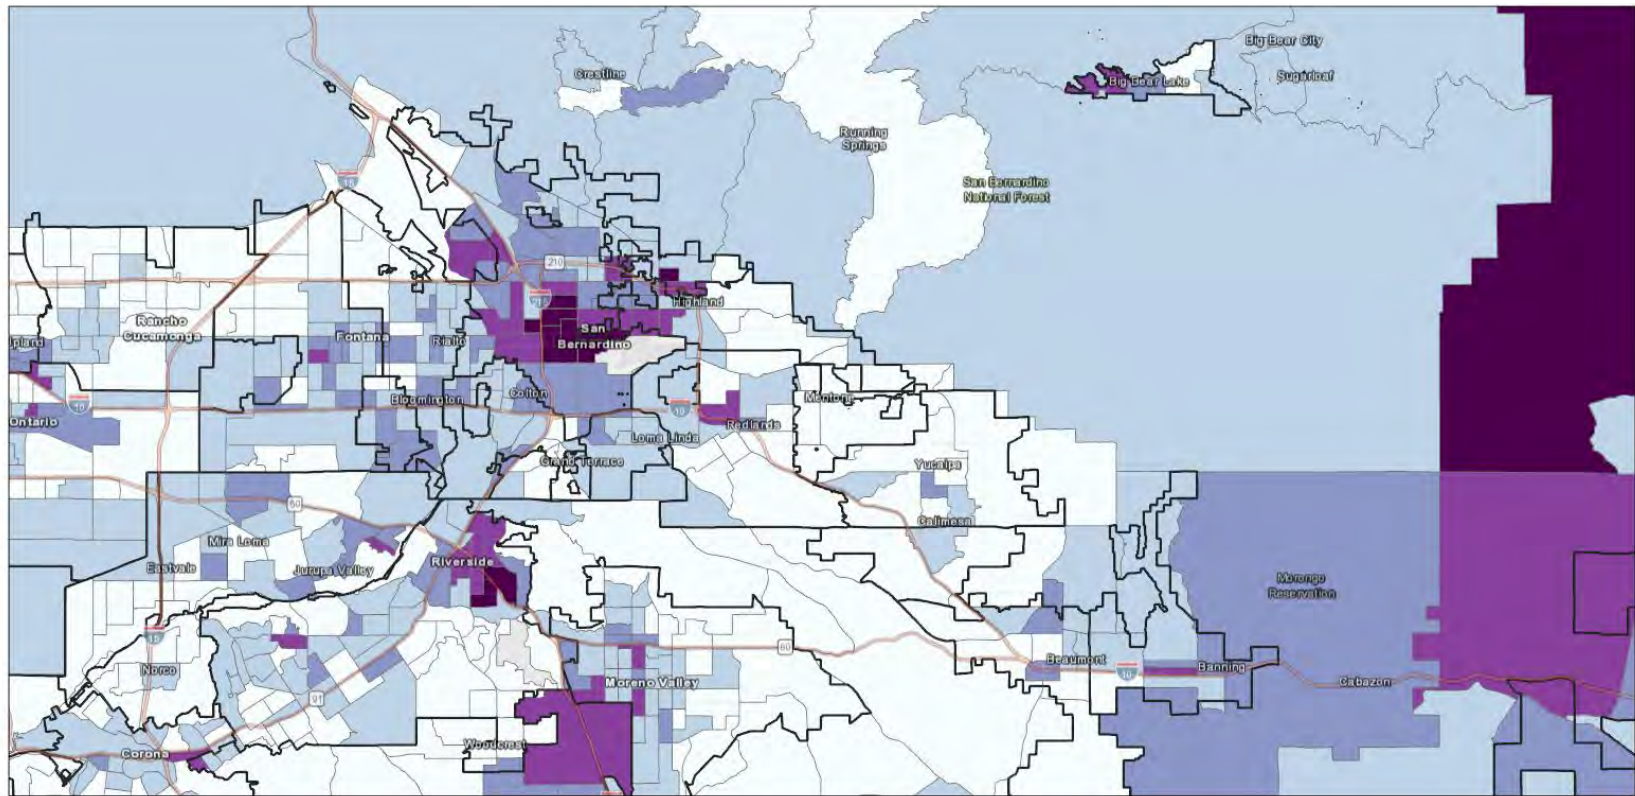 Big Bear City
Crestline
Big Bear Lake
Sugarloaf
Running
Springs
15
San Bernardino
National Forest
210
Highland
Rancho
Cucamonga
Fontana
Rialto
San
Bernardino
Bloomington
Colton
Mentone
10
10
Ontario
Redlands
Loma Linda
Grand Terrace
Yucaipa
60
Calimesa
Mira Loma
Eastvale
Jurupa Valley
Riverside
Morongo
Reservation
15
60
Norco
Beaumont
10
Banning
Cabazon
Moreno Valley
91
Corona
Woodcrest